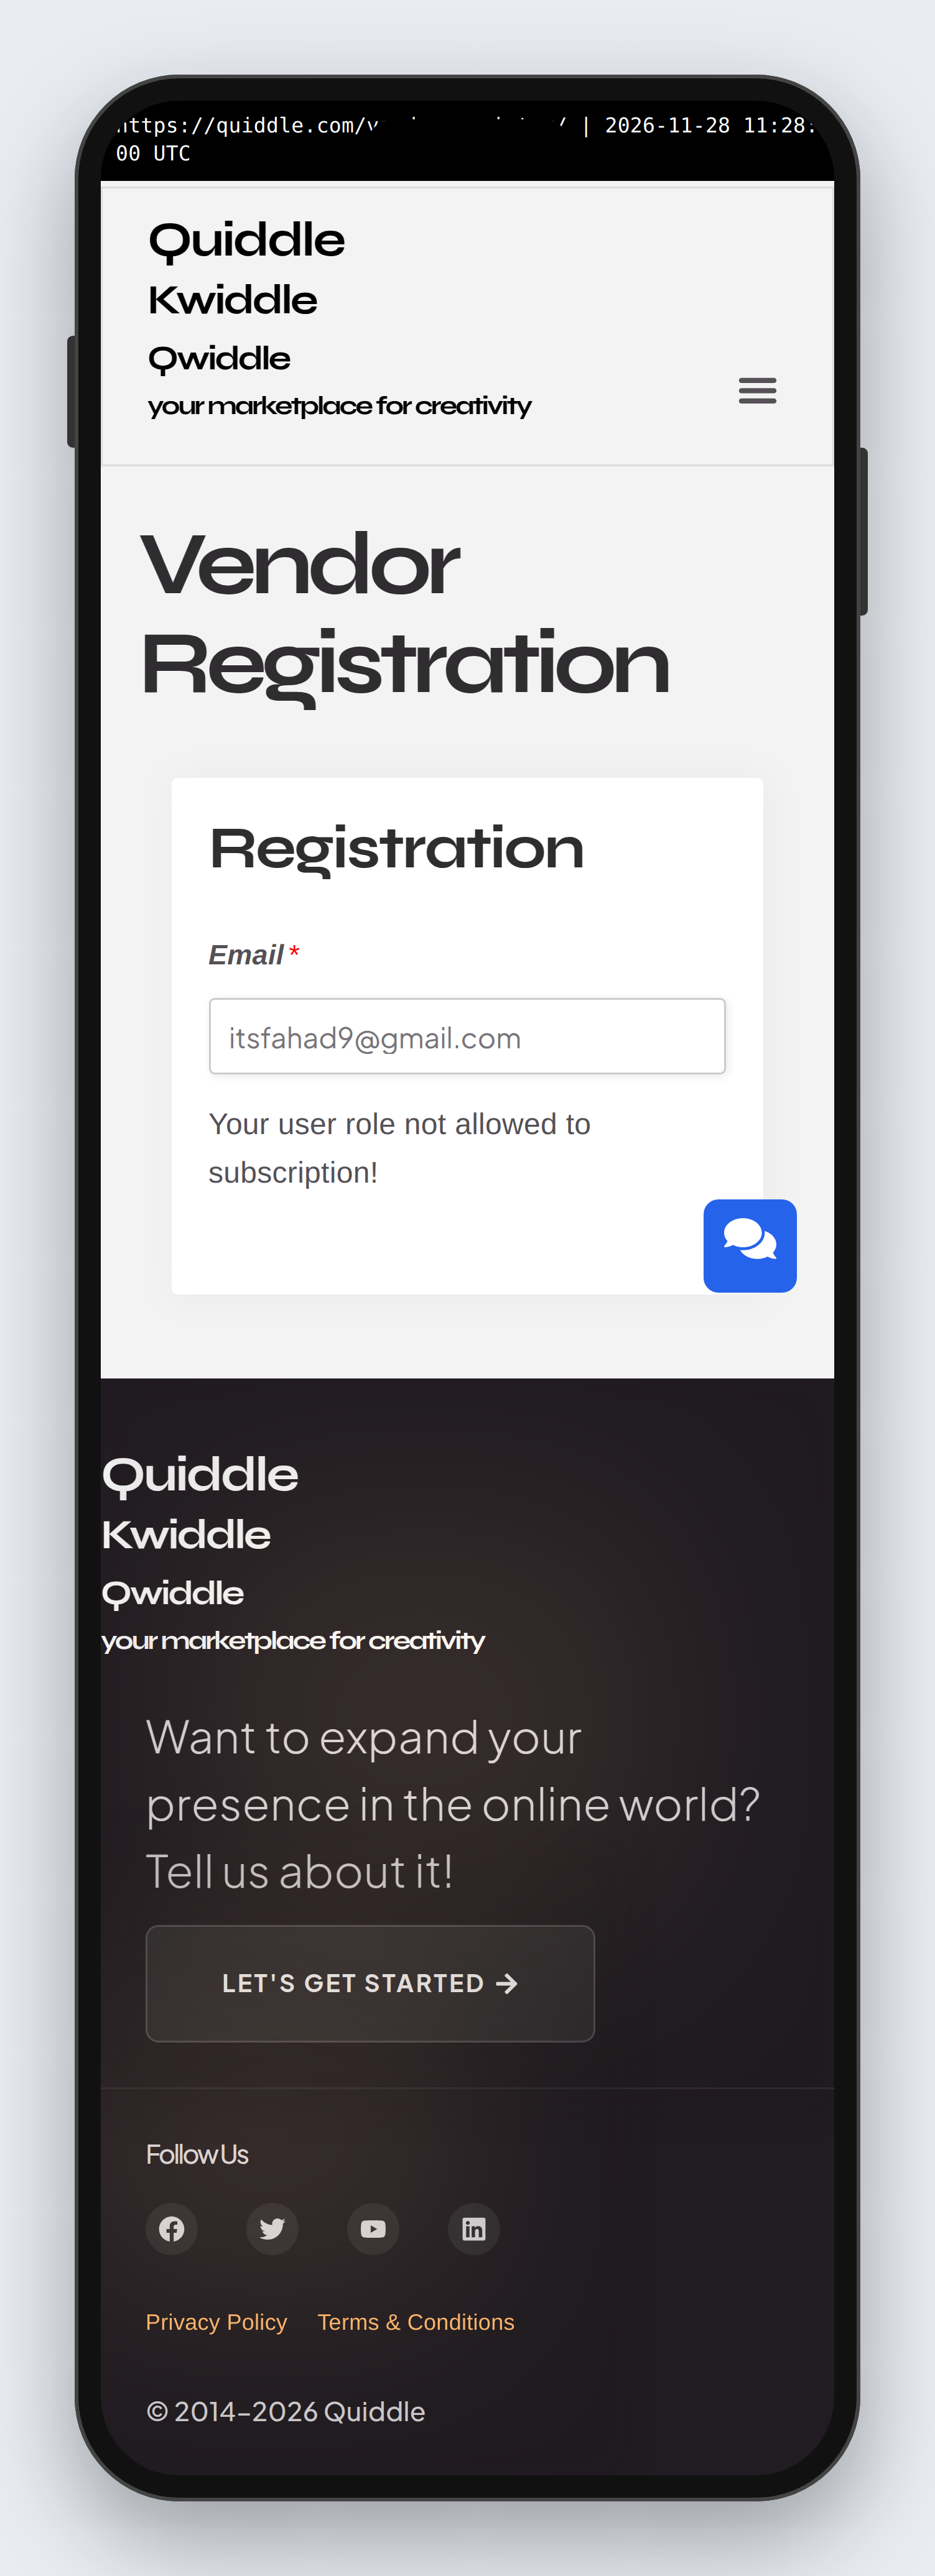 | 2026-11-28 11:28:
00 UTC
Quiddle
Kwiddle
Qwiddle
your marketplace for creativity
Vendor
Registration
Registration
Email *
itsfahad9@gmail.com
Your user role not allowed to
subscription!
Quiddle
Kwiddle
Qwiddle
your marketplace for creativity
Want to expand your
presence in the online world?
Tell us about it!
LET'S GET STARTED →
Follow Us
Privacy Policy Terms & Conditions
© 2014–2026 Quiddle